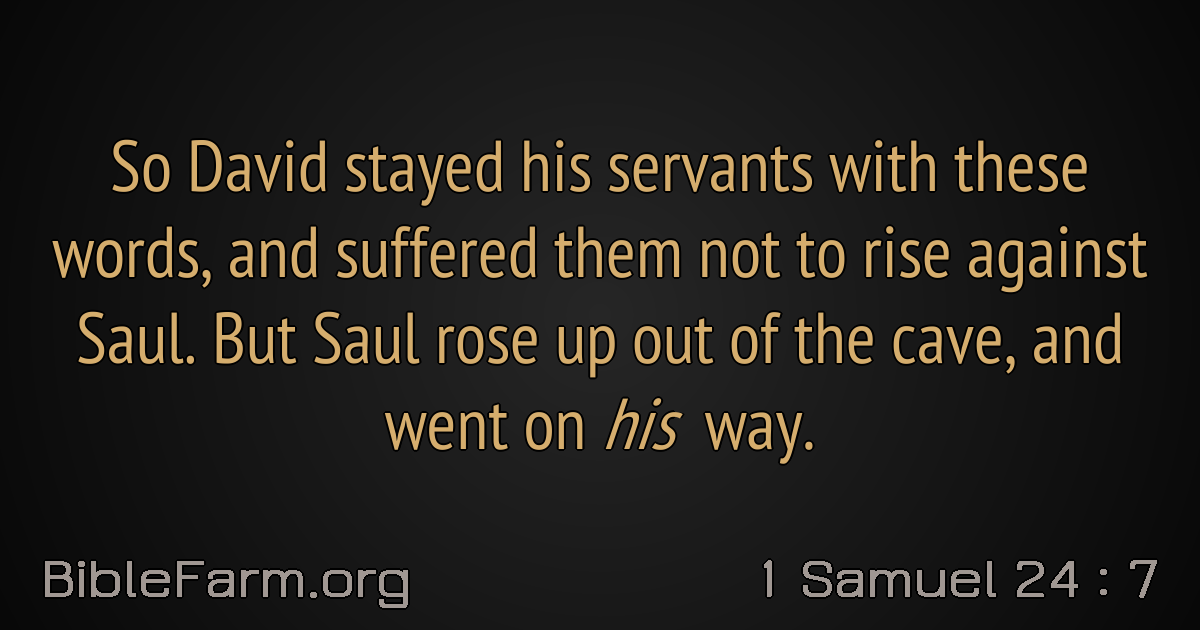 So David stayed his servants with these
words, and suffered them not to rise against
Saul. But Saul rose up out of the cave, and
went on his way.
BibleFarm.org
1 Samuel 24 : 7